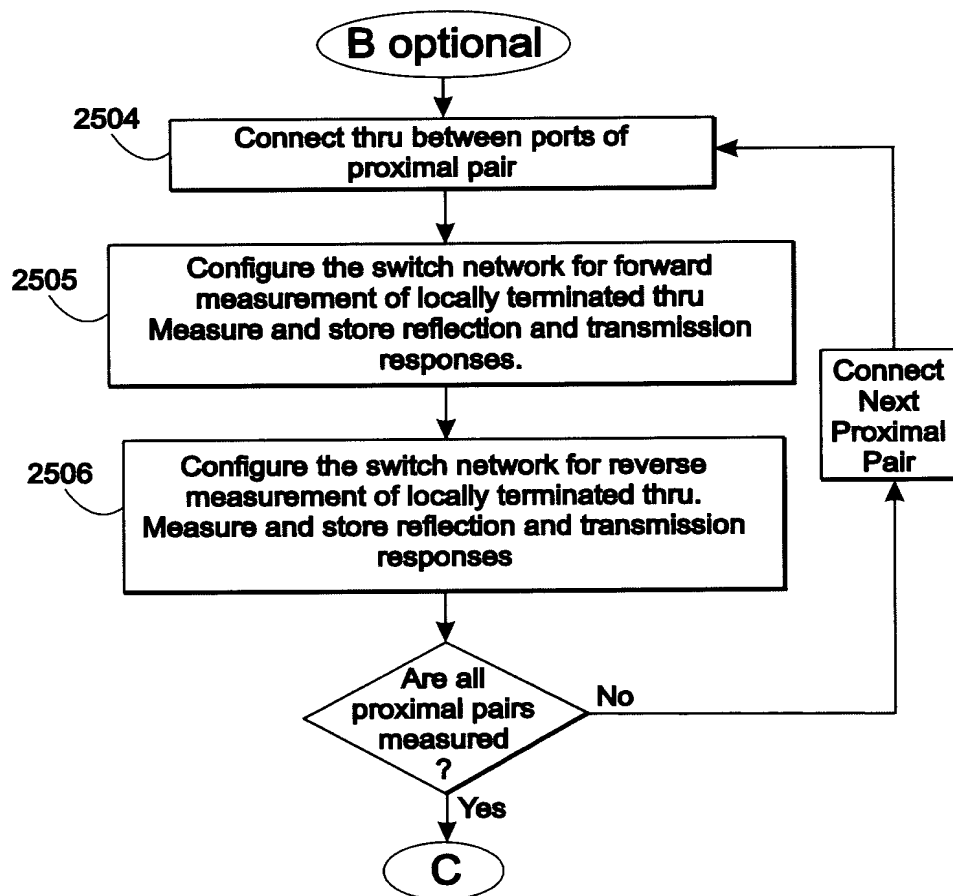 B optional
2504
Connect thru between ports of
proximal pair
2505
Configure the switch network for forward
measurement of locally terminated thru
Measure and store reflection and transmission
responses.
Connect
Next
Proximal
Pair
2506
Configure the switch network for reverse
measurement of locally terminated thru.
Measure and store reflection and transmission
responses
Are all
proximal pairs
measured
?
No
Yes
C